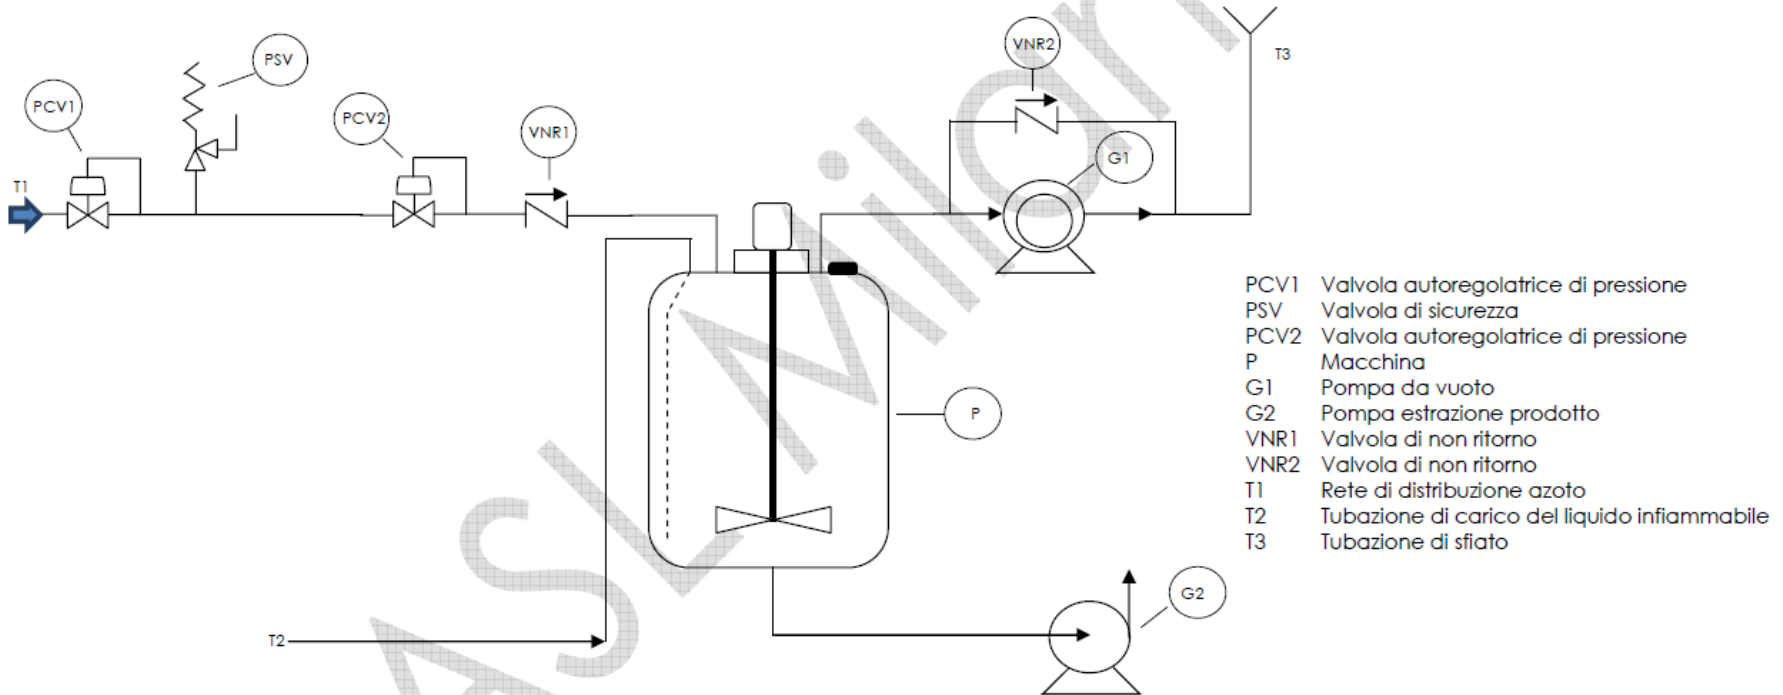 VNR2
T3
PSV
PCV1
PCV2
VNR1
G1
T1
PCV1 Valvola autoregolatrice di pressione
PSV Valvola di sicurezza
PCV2 Valvola autoregolatrice di pressione
P Macchina
G1 Pompa da vuoto
G2 Pompa estrazione prodotto
VNR1 Valvola di non ritorno
VNR2 Valvola di non ritorno
T1 Rete di distribuzione azoto
T2 Tubazione di carico del liquido infiammabile
T3 Tubazione di sfiato
P
G2
T2
ASL Milan